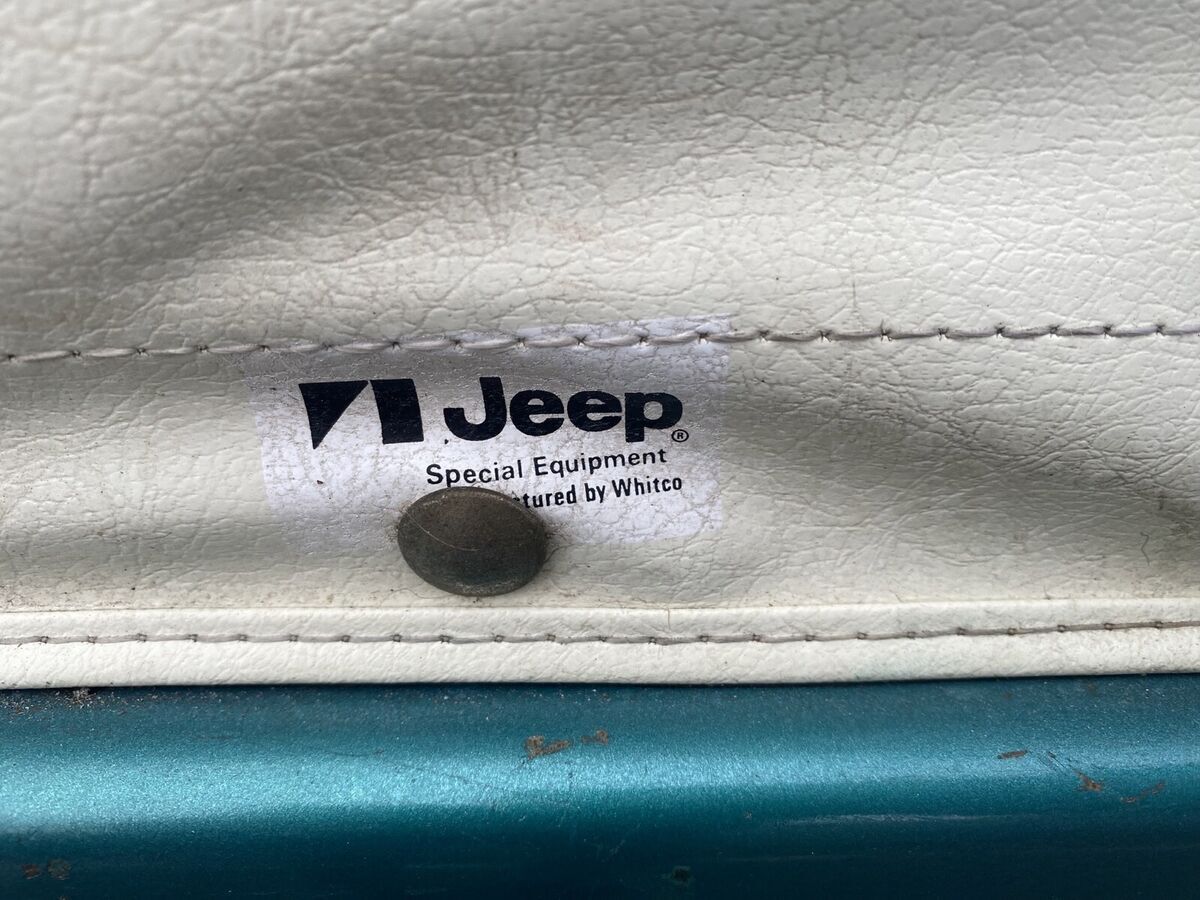 Jeep®
Special Equipment
tured by Whitco